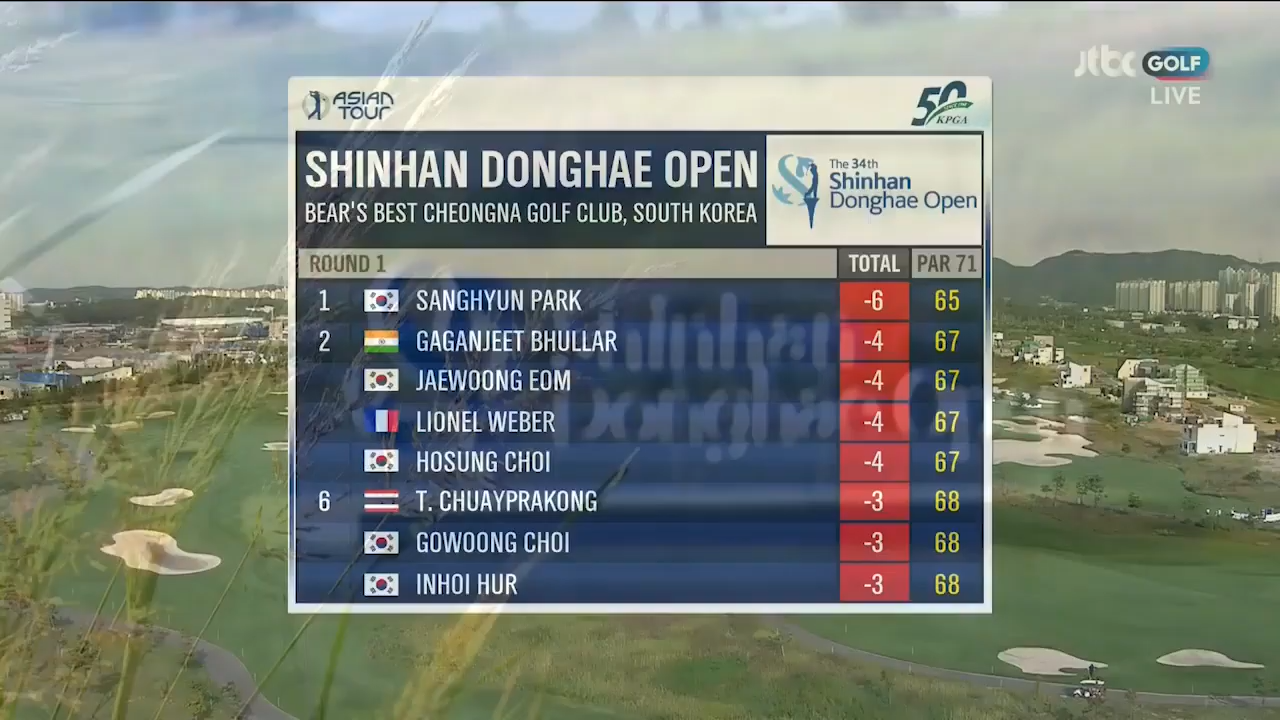 jtbc GOLF
LIVE
ASIAN
TOUR
50
KPGA
SHINHAN DONGHAE OPEN
BEAR'S BEST CHEONGNA GOLF CLUB, SOUTH KOREA
The 34th
Shinhan
Donghae Open
ROUND 1 TOTAL PAR 71
1 SANGHYUN PARK -6 65
2 GAGANJEET BHULLAR -4 67
JAEWOONG EOM -4 67
LIONEL WEBER -4 67
HOSUNG CHOI -4 67
6 T. CHUAYPRAKONG -3 68
GOWOONG CHOI -3 68
INHOI HUR -3 68